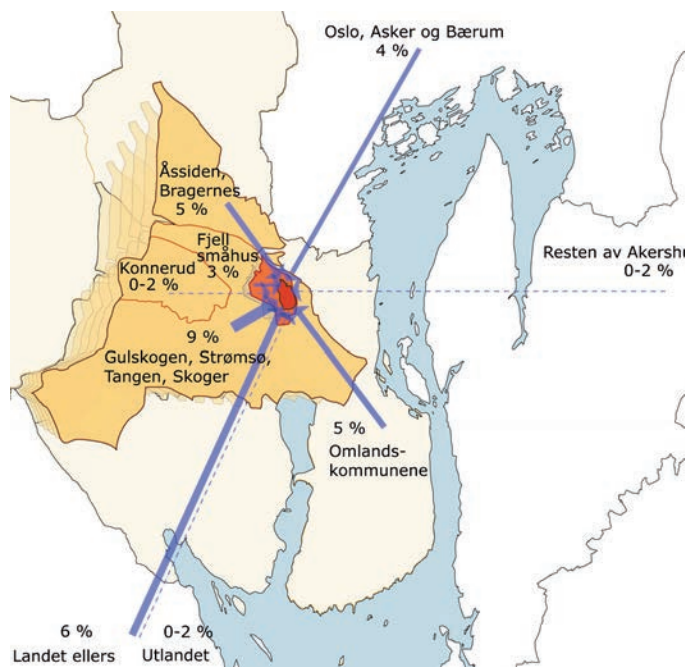 Oslo, Asker og Bærum
4 %
Åssiden,
Bragernes
5 %
Fjell
småhus
3 %
Konnerud
0-2 %
Resten av Akershu
0-2 %
9 %
Gulskogen, Strømsø,
Tangen, Skoger
5 %
Omlands-
kommunene
6 %
Landet ellers
0-2 %
Utlandet